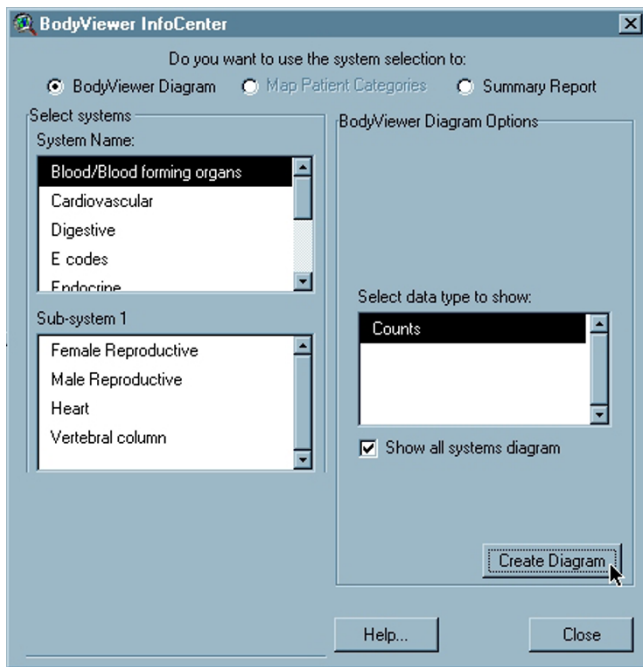 BodyViewer InfoCenter
Do you want to use the system selection to:
BodyViewer Diagram Map Patient Categories Summary Report
Select systems
System Name:
Blood/Blood forming organs
Cardiovascular
Digestive
E codes
Endocrine
Sub-system 1
Female Reproductive
Male Reproductive
Heart
Vertebral column
BodyViewer Diagram Options
Select data type to show:
Counts
Show all systems diagram
Create Diagram
Help...
Close